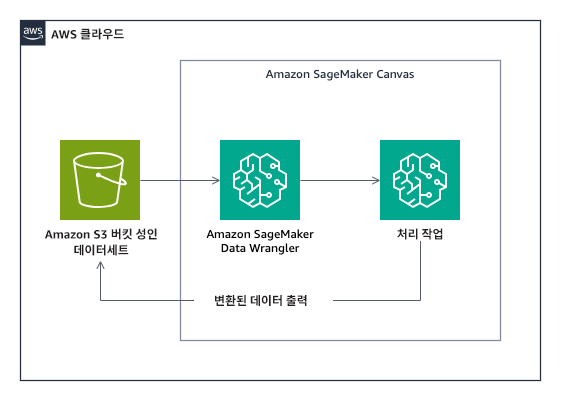 aws
AWS 클라우드
Amazon SageMaker Canvas
Amazon S3 버킷 성인
데이터세트
Amazon SageMaker
Data Wrangler
처리 작업
변환된 데이터 출력